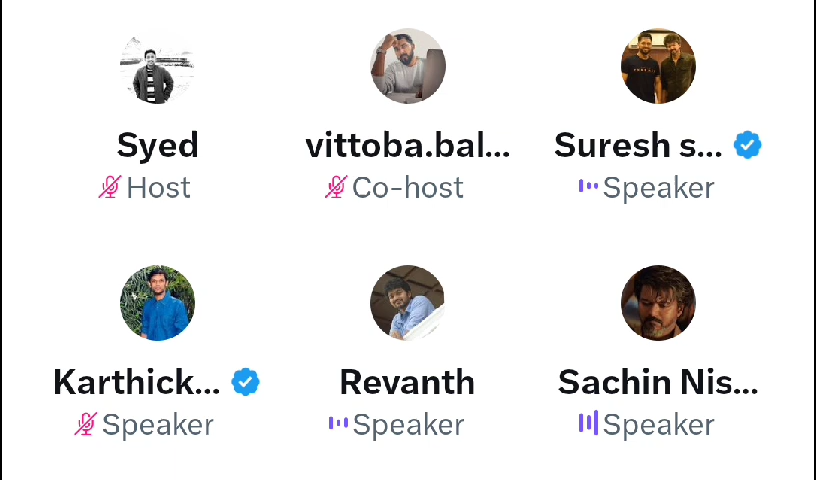 Syed
vittoba.bal...
Suresh s...
Host
Co-host
Speaker
Karthick...
Revanth
Sachin Nis...
Speaker
Speaker
Speaker